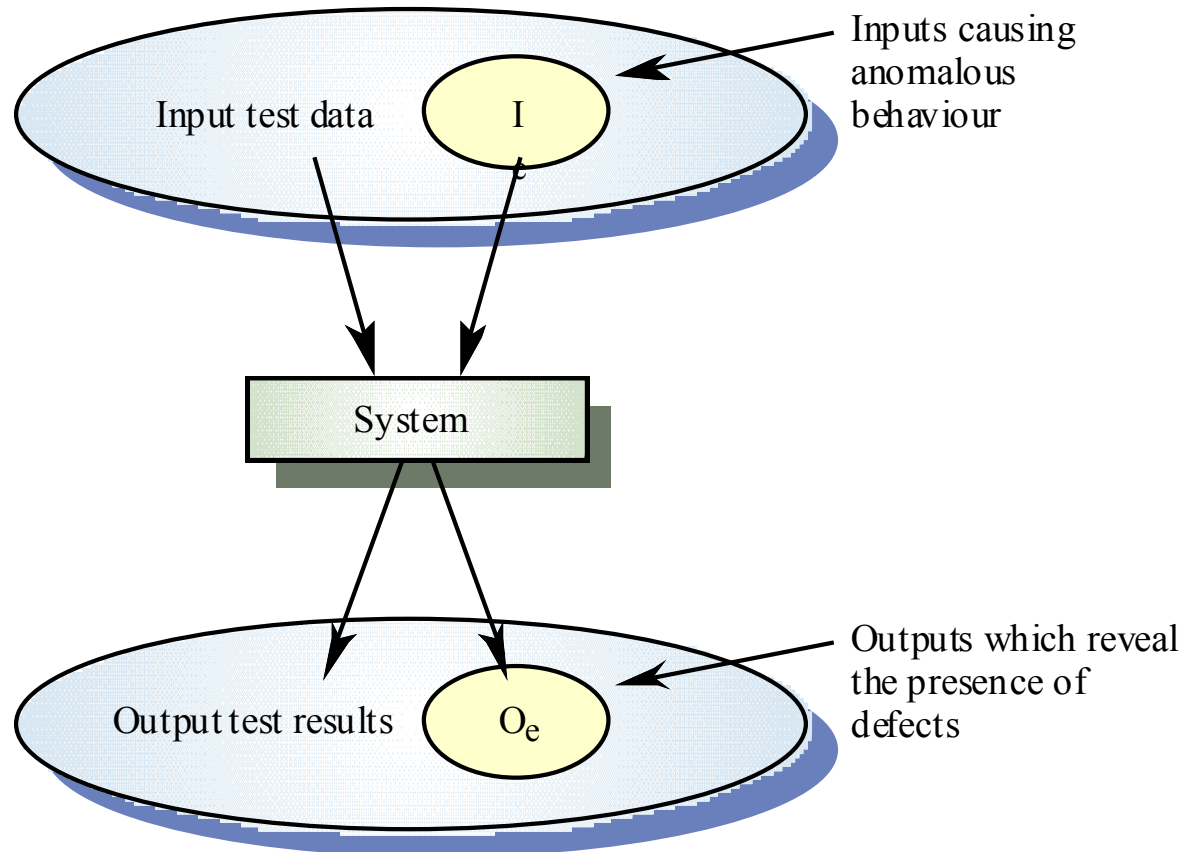 Inputs causing
anomalous
behaviour
Input test data
I
e
System
Outputs which reveal
the presence of
defects
Output test results
Oe